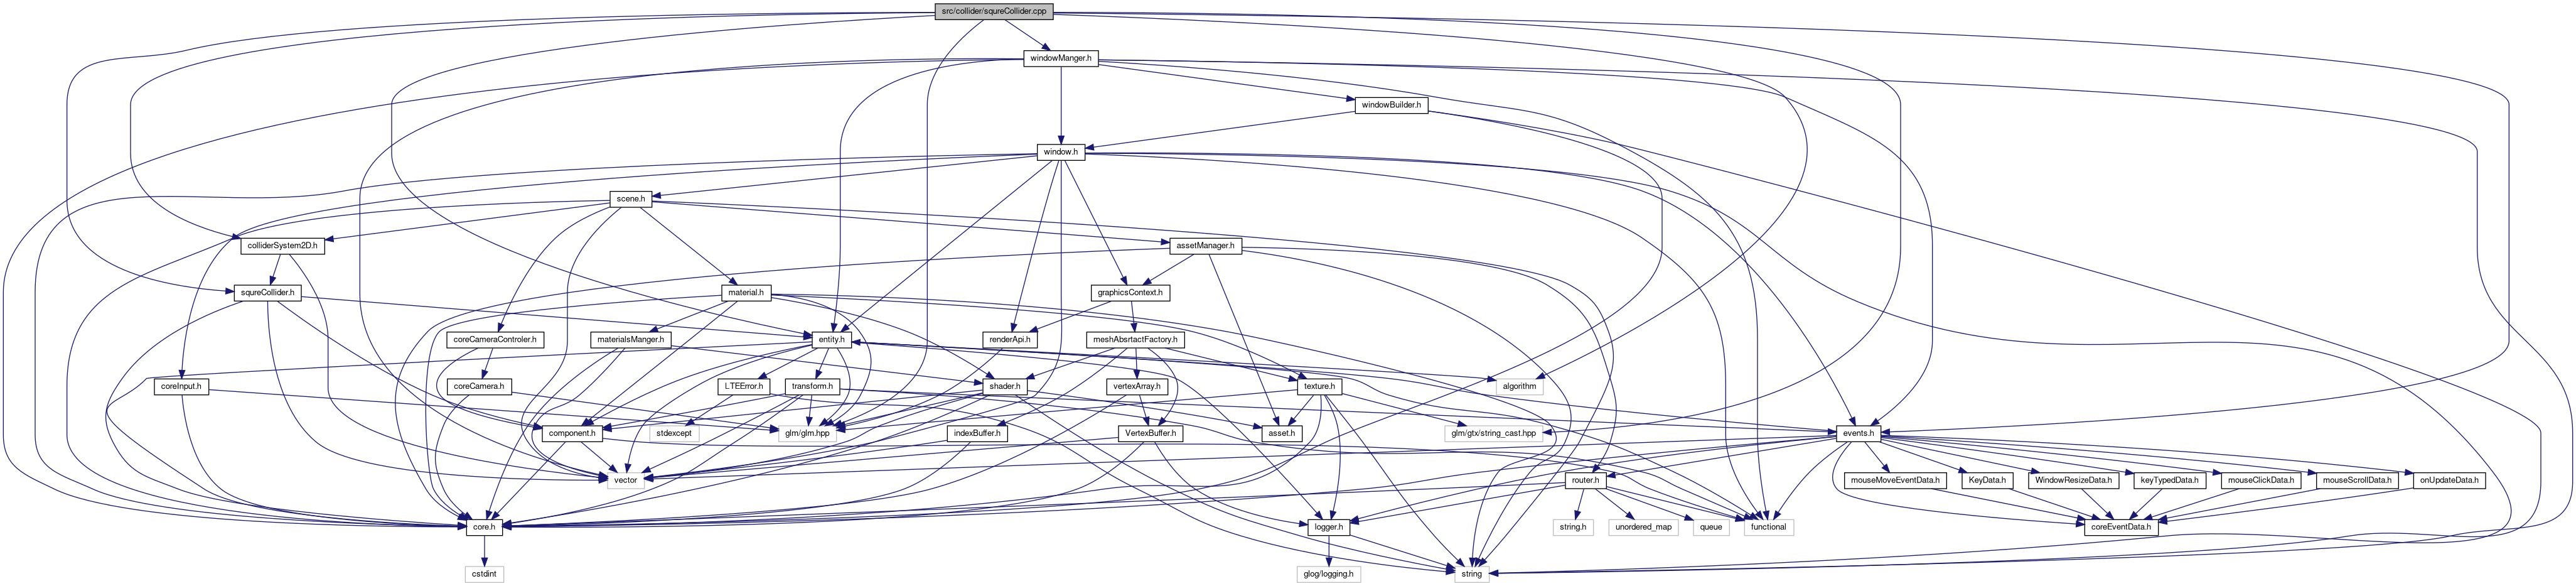 src/collider/squreCollider.cpp
windowManger.h
windowBuilder.h
window.h
scene.h
colliderSystem2D.h
assetManager.h
squreCollider.h
material.h
graphicsContext.h
coreCameraControler.h
materialsManger.h
entity.h
renderApi.h
meshAbsrtactFactory.h
coreInput.h
coreCamera.h
LTEError.h
transform.h
shader.h
vertexArray.h
texture.h
algorithm
component.h
stdexcept
glm/glm.hpp
indexBuffer.h
VertexBuffer.h
asset.h
glm/gtx/string_cast.hpp
events.h
vector
router.h
mouseMoveEventData.h
KeyData.h
WindowResizeData.h
keyTypedData.h
mouseClickData.h
mouseScrollData.h
onUpdateData.h
core.h
logger.h
string.h
unordered_map
queue
functional
coreEventData.h
cstdint
glog/logging.h
string